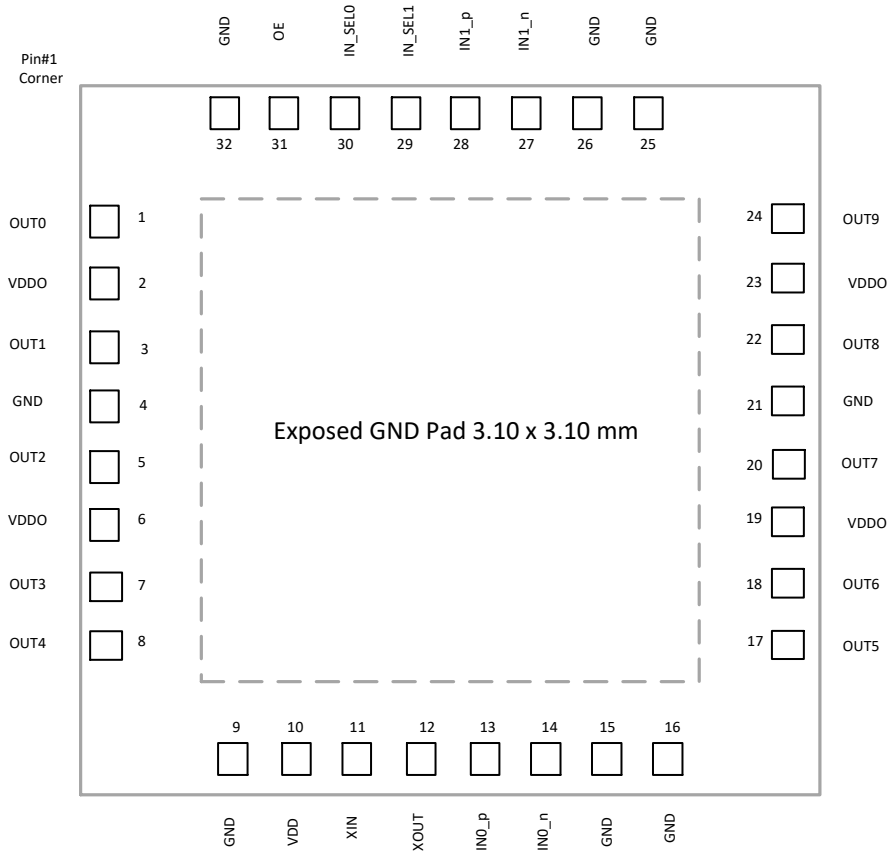 GND
OE
IN_SEL0
IN_SEL1
IN1_p
IN1_n
GND
GND
Pin#1
Corner
32
31
30
29
28
27
26
25
OUT0
1
24
OUT9
VDDO
2
23
VDDO
OUT1
3
22
OUT8
GND
4
21
GND
Exposed GND Pad 3.10 x 3.10 mm
OUT2
5
20
OUT7
VDDO
6
19
VDDO
OUT3
7
18
OUT6
OUT4
8
17
OUT5
9
10
11
12
13
14
15
16
GND
VDD
XIN
XOUT
IN0_p
IN0_n
GND
GND